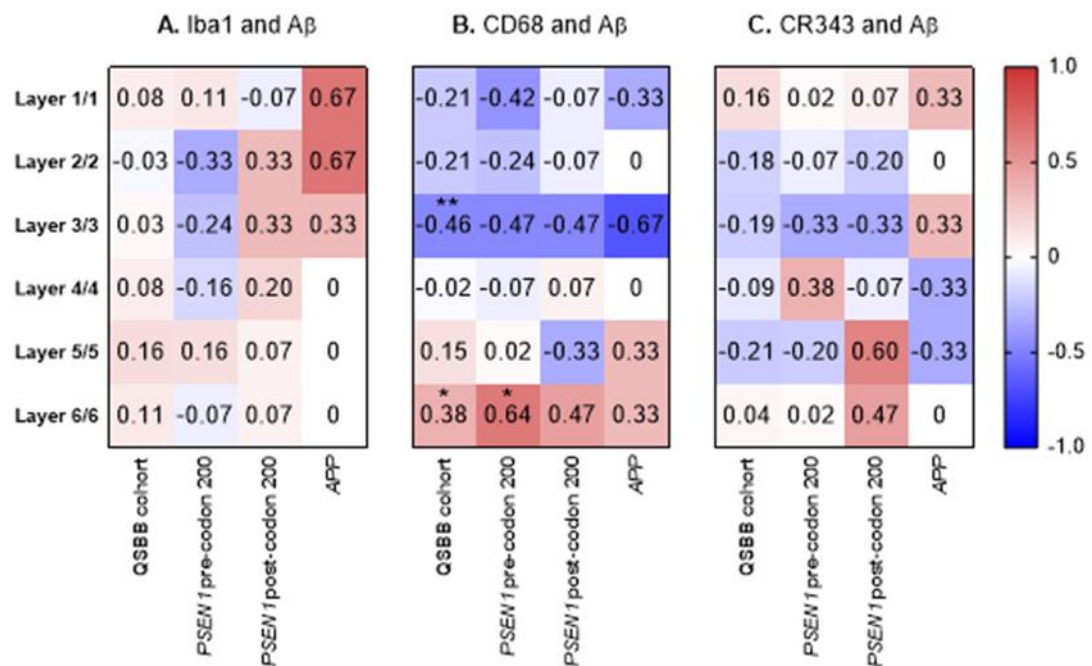 A. Iba1 and Aβ B. CD68 and Aβ C. CR343 and Aβ
Layer 1/1 0.08 0.11 -0.07 0.67 -0.21 -0.42 -0.07 -0.33 0.16 0.02 0.07 0.33 1.0
Layer 2/2 -0.03 -0.33 0.33 0.67 -0.21 -0.24 -0.07 0 -0.18 -0.07 -0.20 0 0.5
**
Layer 3/3 0.03 -0.24 0.33 0.33 -0.46 -0.47 -0.47 -0.67 -0.19 -0.33 -0.33 0.33
0
Layer 4/4 0.08 -0.16 0.20 0 -0.02 -0.07 0.07 0 -0.09 0.38 -0.07 -0.33
Layer 5/5 0.16 0.16 0.07 0 0.15 0.02 -0.33 0.33 -0.21 -0.20 0.60 -0.33 -0.5
* *
Layer 6/6 0.11 -0.07 0.07 0 0.38 0.64 0.47 0.33 0.04 0.02 0.47 0
-1.0
QSBB cohort
PSEN1 pre-codon 200
PSEN1 post-codon 200
APP
QSBB cohort
PSEN1 pre-codon 200
PSEN1 post-codon 200
APP
QSBB cohort
PSEN1 pre-codon 200
PSEN1 post-codon 200
APP